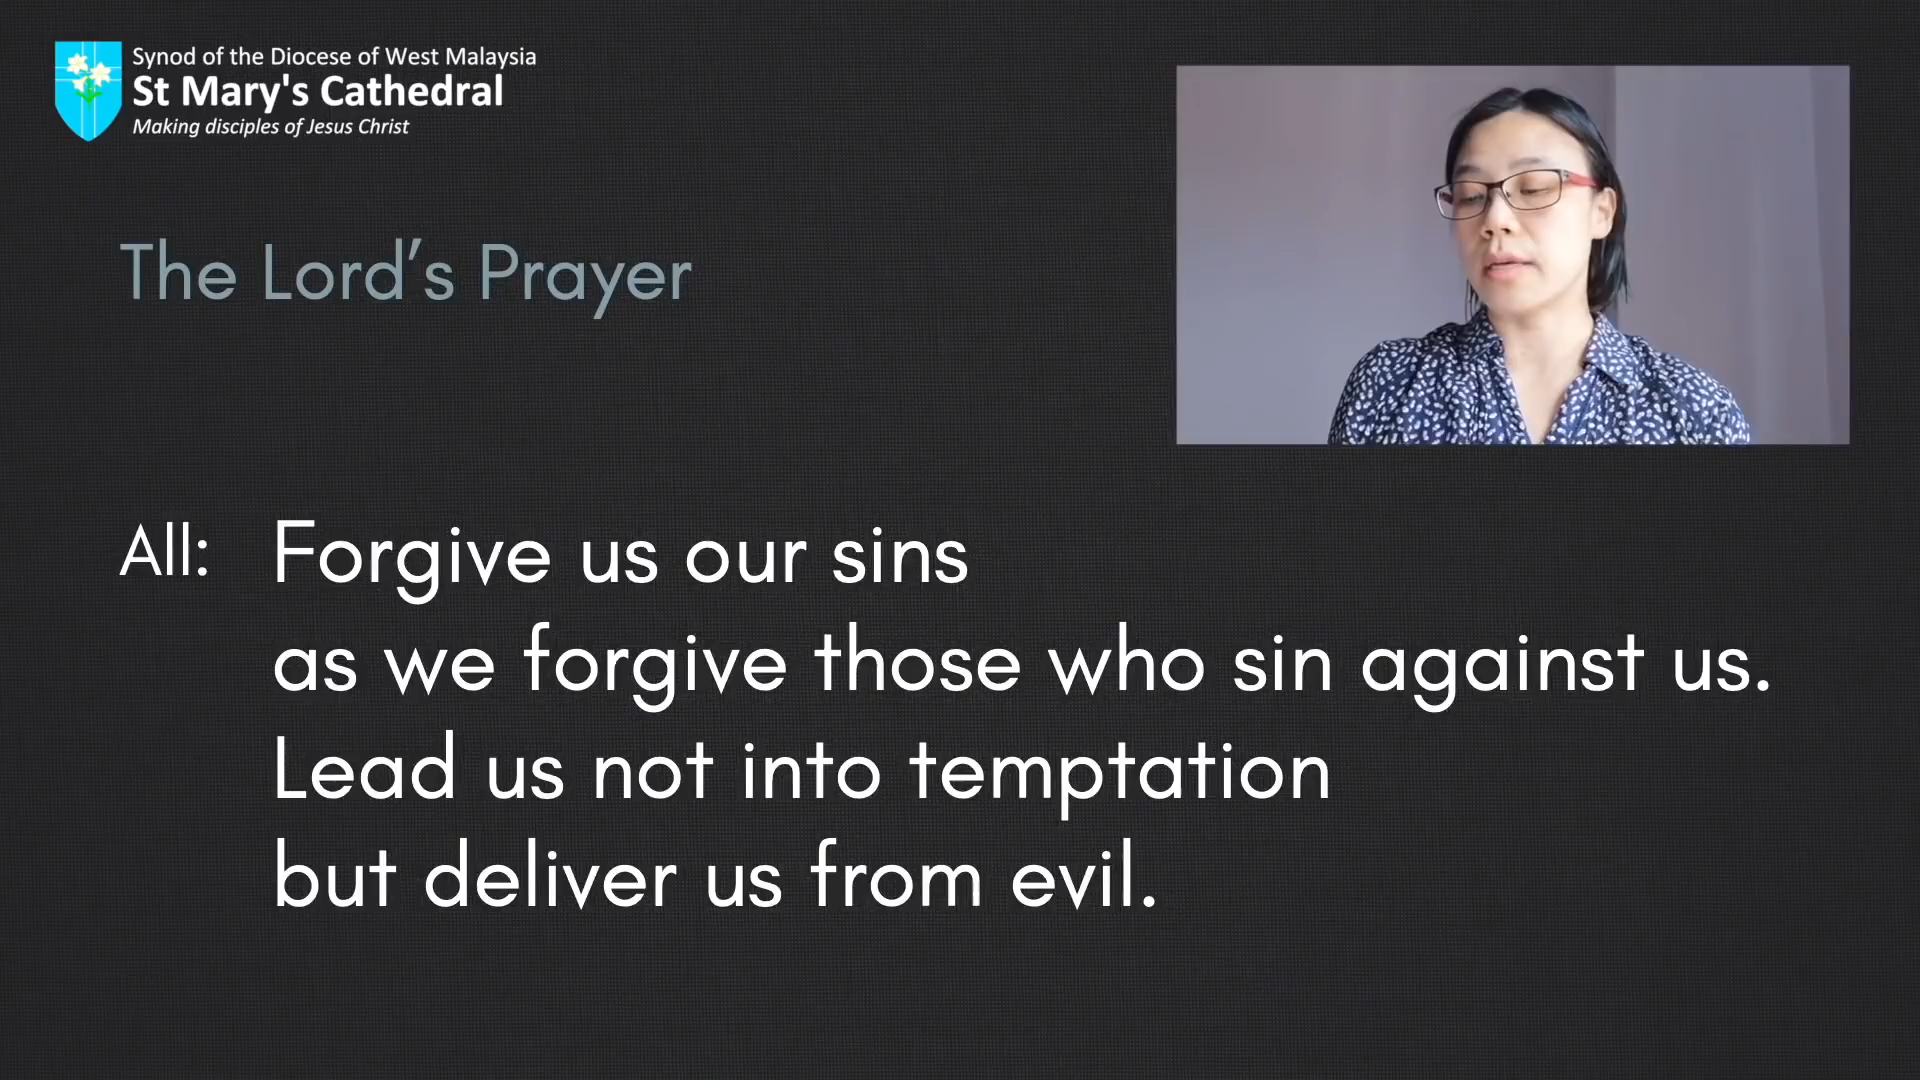 Synod of the Diocese of West Malaysia
St Mary's Cathedral
Making disciples of Jesus Christ
The Lord’s Prayer
All: Forgive us our sins
as we forgive those who sin against us.
Lead us not into temptation
but deliver us from evil.